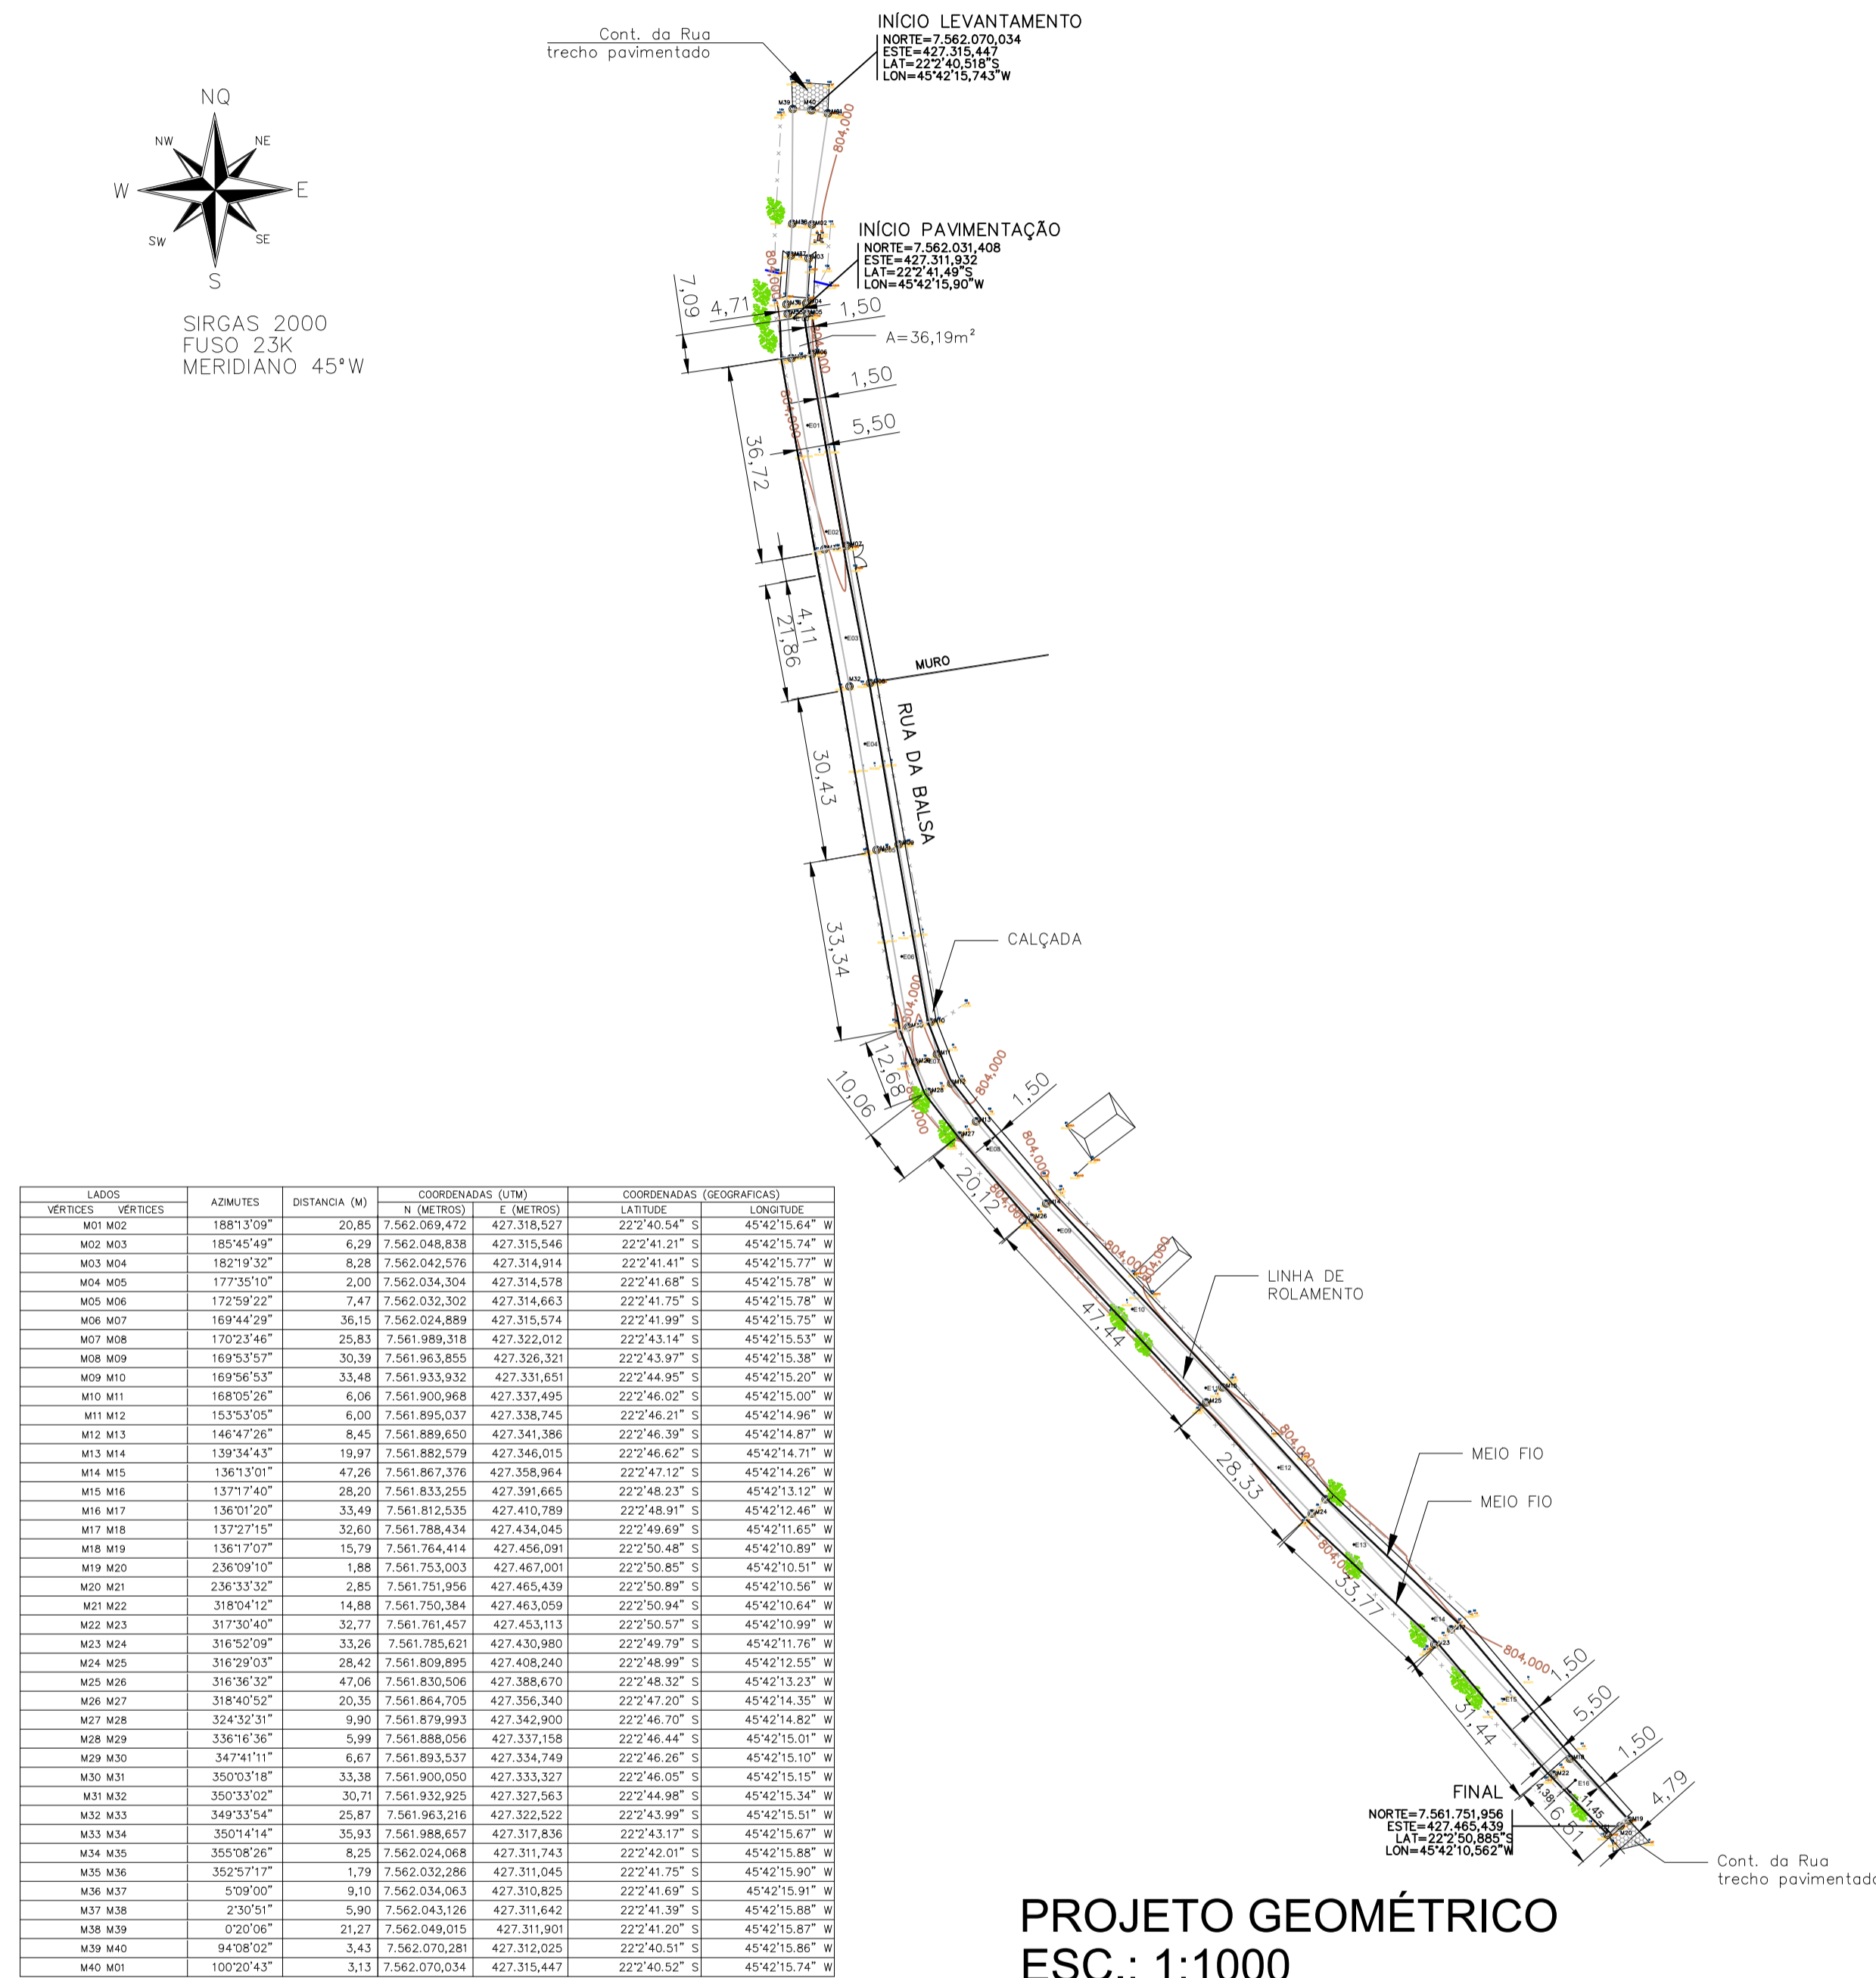 Cont. da Rua
trecho pavimentado
INÍCIO LEVANTAMENTO
NORTE=7.562.070,034
ESTE=427.315,447
LAT=22°2'40,518"S
LON=45°42'15,743"W
NQ
NW
NE
W
E
SW
SE
S
SIRGAS 2000
FUSO 23K
MERIDIANO 45°W
INÍCIO PAVIMENTAÇÃO
NORTE=7.562.031,408
ESTE=427.311,932
LAT=22°2'41,49"S
LON=45°42'15,90"W
804,000
7,09
4,71
1,50
A=36,19m²
1,50
5,50
36,72
4,11
21,86
MURO
RUA DA BALSA
30,43
33,34
CALÇADA
12,68
10,06
1,50
20,12
47,44
LINHA DE
ROLAMENTO
28,33
MEIO FIO
MEIO FIO
33,77
31,44
1,50
5,50
1,50
4,79
4,38
11,45
16,51
FINAL
NORTE=7.561.751,956
ESTE=427.465,439
LAT=22°2'50,885"S
LON=45°42'10,562"W
Cont. da Rua
trecho pavimentado
LADOS AZIMUTES DISTANCIA (M) COORDENADAS (UTM) COORDENADAS (GEOGRAFICAS)
VÉRTICES VÉRTICES N (METROS) E (METROS) LATITUDE LONGITUDE
M01 M02 188°13'09" 20,85 7.562.069,472 427.318,527 22°2'40.54" S 45°42'15.64" W
M02 M03 185°45'49" 6,29 7.562.048,838 427.315,546 22°2'41.21" S 45°42'15.74" W
M03 M04 182°19'32" 8,28 7.562.042,576 427.314,914 22°2'41.41" S 45°42'15.77" W
M04 M05 177°35'10" 2,00 7.562.034,304 427.314,578 22°2'41.68" S 45°42'15.78" W
M05 M06 172°59'22" 7,47 7.562.032,302 427.314,663 22°2'41.75" S 45°42'15.78" W
M06 M07 169°44'29" 36,15 7.562.024,889 427.315,574 22°2'41.99" S 45°42'15.75" W
M07 M08 170°23'46" 25,83 7.561.989,318 427.322,012 22°2'43.14" S 45°42'15.53" W
M08 M09 169°53'57" 30,39 7.561.963,855 427.326,321 22°2'43.97" S 45°42'15.38" W
M09 M10 169°56'53" 33,48 7.561.933,932 427.331,651 22°2'44.95" S 45°42'15.20" W
M10 M11 168°05'26" 6,06 7.561.900,968 427.337,495 22°2'46.02" S 45°42'15.00" W
M11 M12 153°53'05" 6,00 7.561.895,037 427.338,745 22°2'46.21" S 45°42'14.96" W
M12 M13 146°47'26" 8,45 7.561.889,650 427.341,386 22°2'46.39" S 45°42'14.87" W
M13 M14 139°34'43" 19,97 7.561.882,579 427.346,015 22°2'46.62" S 45°42'14.71" W
M14 M15 136°13'01" 47,26 7.561.867,376 427.358,964 22°2'47.12" S 45°42'14.26" W
M15 M16 137°17'40" 28,20 7.561.833,255 427.391,665 22°2'48.23" S 45°42'13.12" W
M16 M17 136°01'20" 33,49 7.561.812,535 427.410,789 22°2'48.91" S 45°42'12.46" W
M17 M18 137°27'15" 32,60 7.561.788,434 427.434,045 22°2'49.69" S 45°42'11.65" W
M18 M19 136°17'07" 15,79 7.561.764,414 427.456,091 22°2'50.48" S 45°42'10.89" W
M19 M20 236°09'10" 1,88 7.561.753,003 427.467,001 22°2'50.85" S 45°42'10.51" W
M20 M21 236°33'32" 2,85 7.561.751,956 427.465,439 22°2'50.89" S 45°42'10.56" W
M21 M22 318°04'12" 14,88 7.561.750,384 427.463,059 22°2'50.94" S 45°42'10.64" W
M22 M23 317°30'40" 32,77 7.561.761,457 427.453,113 22°2'50.57" S 45°42'10.99" W
M23 M24 316°52'09" 33,26 7.561.785,621 427.430,980 22°2'49.79" S 45°42'11.76" W
M24 M25 316°29'03" 28,42 7.561.809,895 427.408,240 22°2'48.99" S 45°42'12.55" W
M25 M26 316°36'32" 47,06 7.561.830,506 427.388,670 22°2'48.32" S 45°42'13.23" W
M26 M27 318°40'52" 20,35 7.561.864,705 427.356,340 22°2'47.20" S 45°42'14.35" W
M27 M28 324°32'31" 9,90 7.561.879,993 427.342,900 22°2'46.70" S 45°42'14.82" W
M28 M29 336°16'36" 5,99 7.561.888,056 427.337,158 22°2'46.44" S 45°42'15.01" W
M29 M30 347°41'11" 6,67 7.561.893,537 427.334,749 22°2'46.26" S 45°42'15.10" W
M30 M31 350°03'18" 33,38 7.561.900,050 427.333,327 22°2'46.05" S 45°42'15.15" W
M31 M32 350°33'02" 30,71 7.561.932,925 427.327,563 22°2'44.98" S 45°42'15.34" W
M32 M33 349°33'54" 25,87 7.561.963,216 427.322,522 22°2'43.99" S 45°42'15.51" W
M33 M34 350°14'14" 35,93 7.561.988,657 427.317,836 22°2'43.17" S 45°42'15.67" W
M34 M35 355°08'26" 8,25 7.562.024,068 427.311,743 22°2'42.01" S 45°42'15.88" W
M35 M36 352°57'17" 1,79 7.562.032,286 427.311,045 22°2'41.75" S 45°42'15.90" W
M36 M37 5°09'00" 9,10 7.562.034,063 427.310,825 22°2'41.69" S 45°42'15.91" W
M37 M38 2°30'51" 5,90 7.562.043,126 427.311,642 22°2'41.39" S 45°42'15.88" W
M38 M39 0°20'06" 21,27 7.562.049,015 427.311,901 22°2'41.20" S 45°42'15.87" W
M39 M40 94°08'02" 3,43 7.562.070,281 427.312,025 22°2'40.51" S 45°42'15.86" W
M40 M01 100°20'43" 3,13 7.562.070,034 427.315,447 22°2'40.52" S 45°42'15.74" W
PROJETO GEOMÉTRICO
ESC.: 1:1000